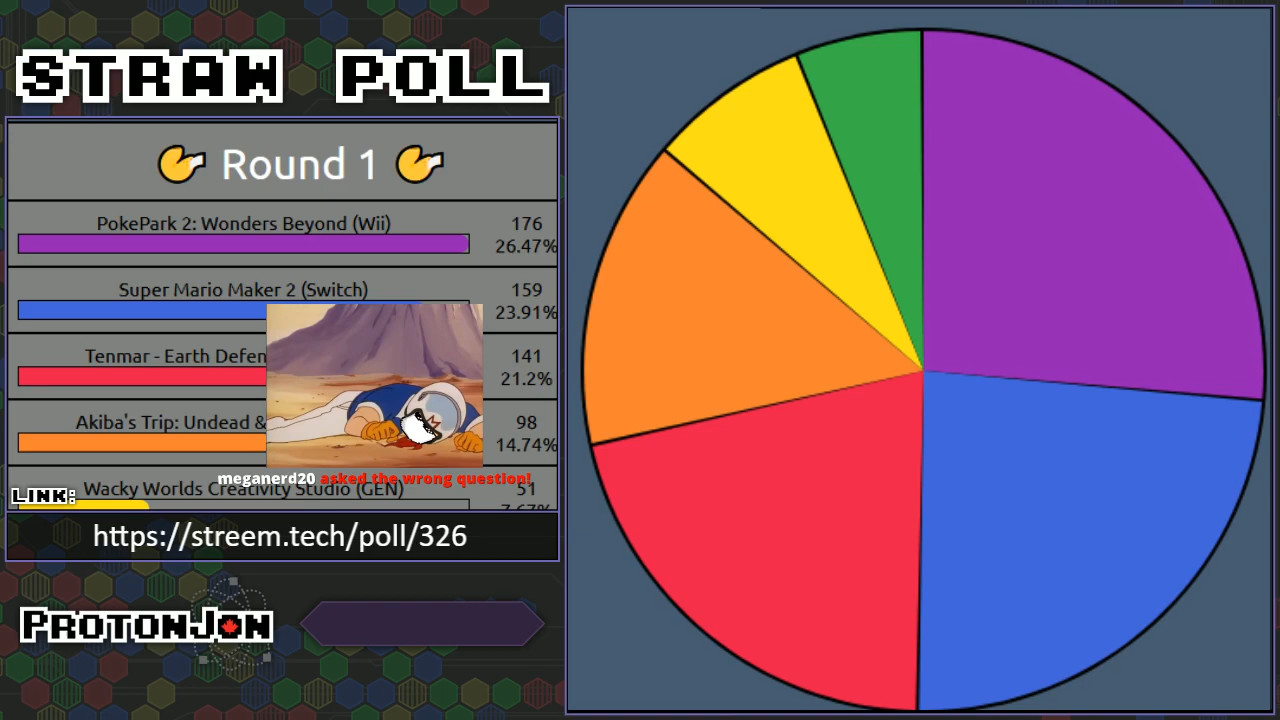 STRAW POLL
Round 1
PokePark 2: Wonders Beyond (Wii)
176
26.47%
Super Mario Maker 2 (Switch)
159
23.91%
Tenmar - Earth Defen
141
21.2%
Akiba's Trip: Undead &
98
14.74%
meganerd20 asked the wrong question!
Wacky Worlds Creativity Studio (GEN)
51
7.67%
LINK:
https://streem.tech/poll/326
PROTONJON